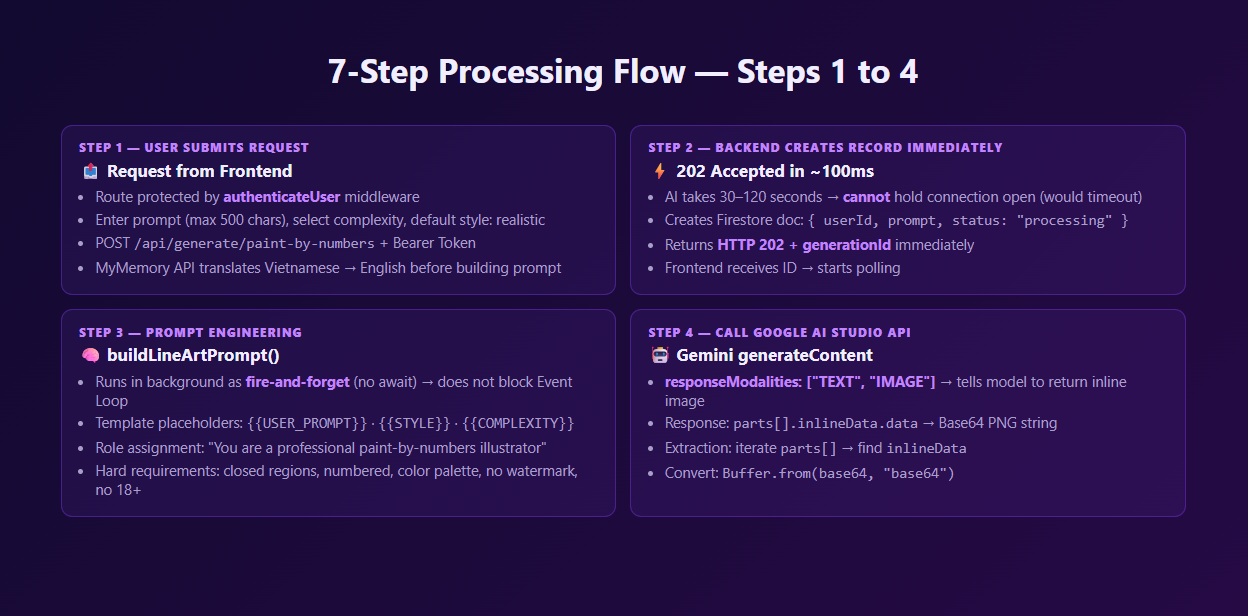 7-Step Processing Flow — Steps 1 to 4
STEP 1 — USER SUBMITS REQUEST
Request from Frontend
• Route protected by authenticateUser middleware
• Enter prompt (max 500 chars), select complexity, default style: realistic
• POST /api/generate/paint-by-numbers + Bearer Token
• MyMemory API translates Vietnamese → English before building prompt
STEP 2 — BACKEND CREATES RECORD IMMEDIATELY
202 Accepted in ~100ms
• AI takes 30–120 seconds → cannot hold connection open (would timeout)
• Creates Firestore doc: { userId, prompt, status: "processing" }
• Returns HTTP 202 + generationId immediately
• Frontend receives ID → starts polling
STEP 3 — PROMPT ENGINEERING
buildLineArtPrompt()
• Runs in background as fire-and-forget (no await) → does not block Event
Loop
• Template placeholders: {{USER_PROMPT}} · {{STYLE}} · {{COMPLEXITY}}
• Role assignment: "You are a professional paint-by-numbers illustrator"
• Hard requirements: closed regions, numbered, color palette, no watermark,
no 18+
STEP 4 — CALL GOOGLE AI STUDIO API
Gemini generateContent
• responseModalities: ["TEXT", "IMAGE"] → tells model to return inline
image
• Response: parts[].inlineData.data → Base64 PNG string
• Extraction: iterate parts[] → find inlineData
• Convert: Buffer.from(base64, "base64")